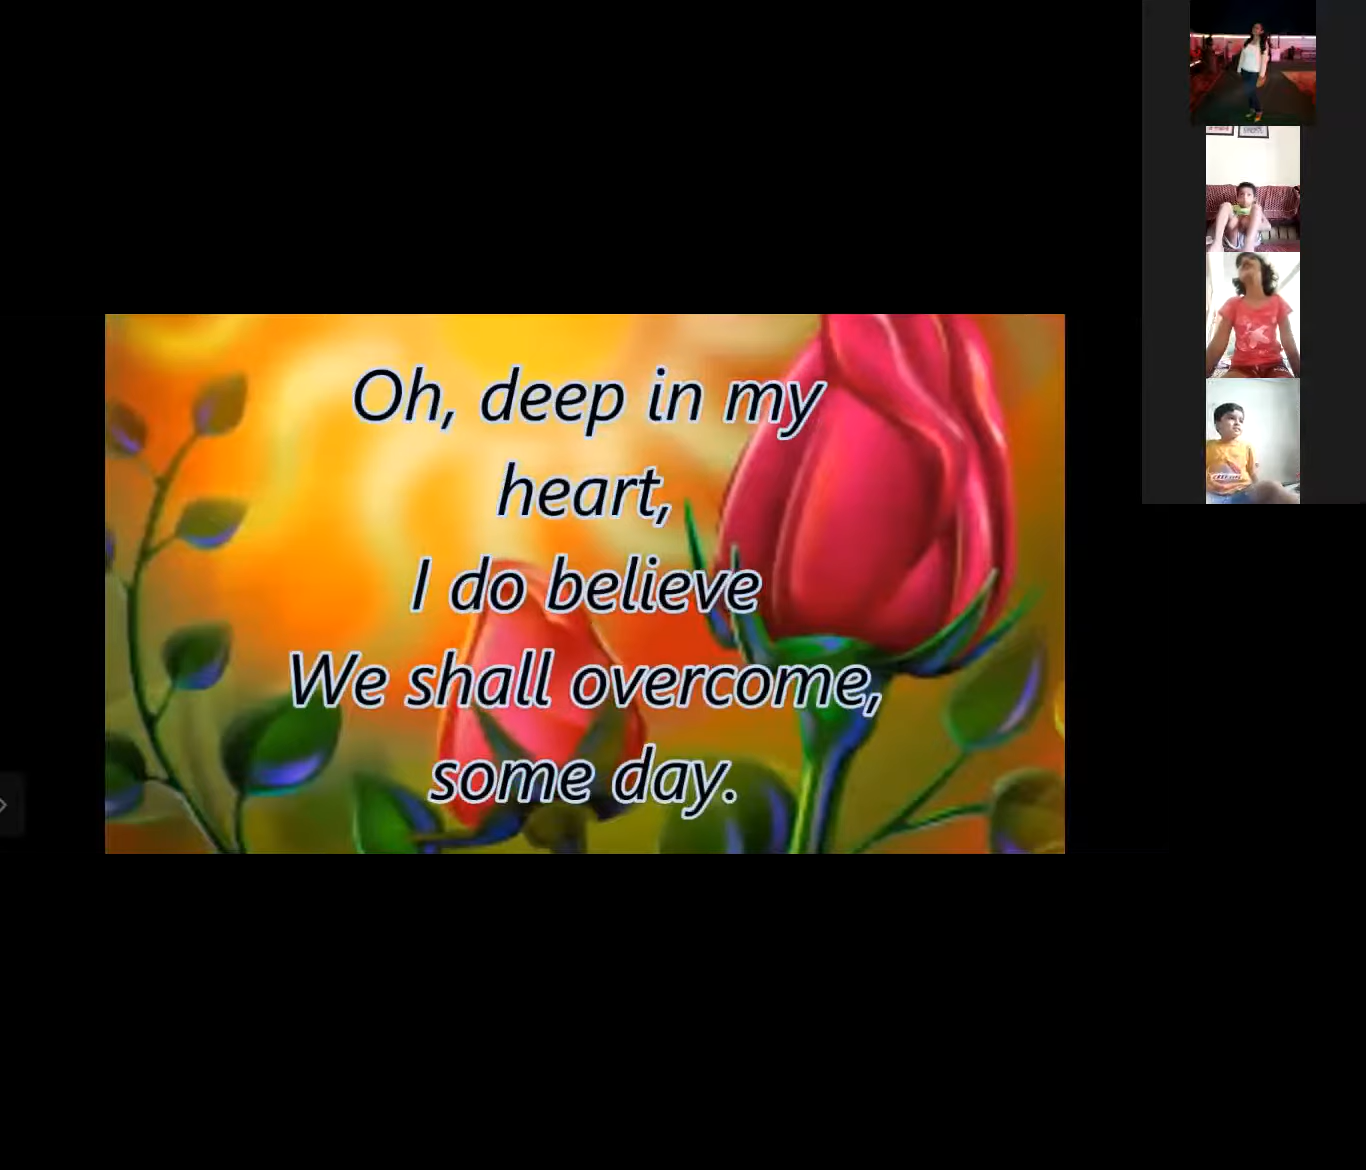 Oh, deep in my
heart,
I do believe
We shall overcome,
some day.